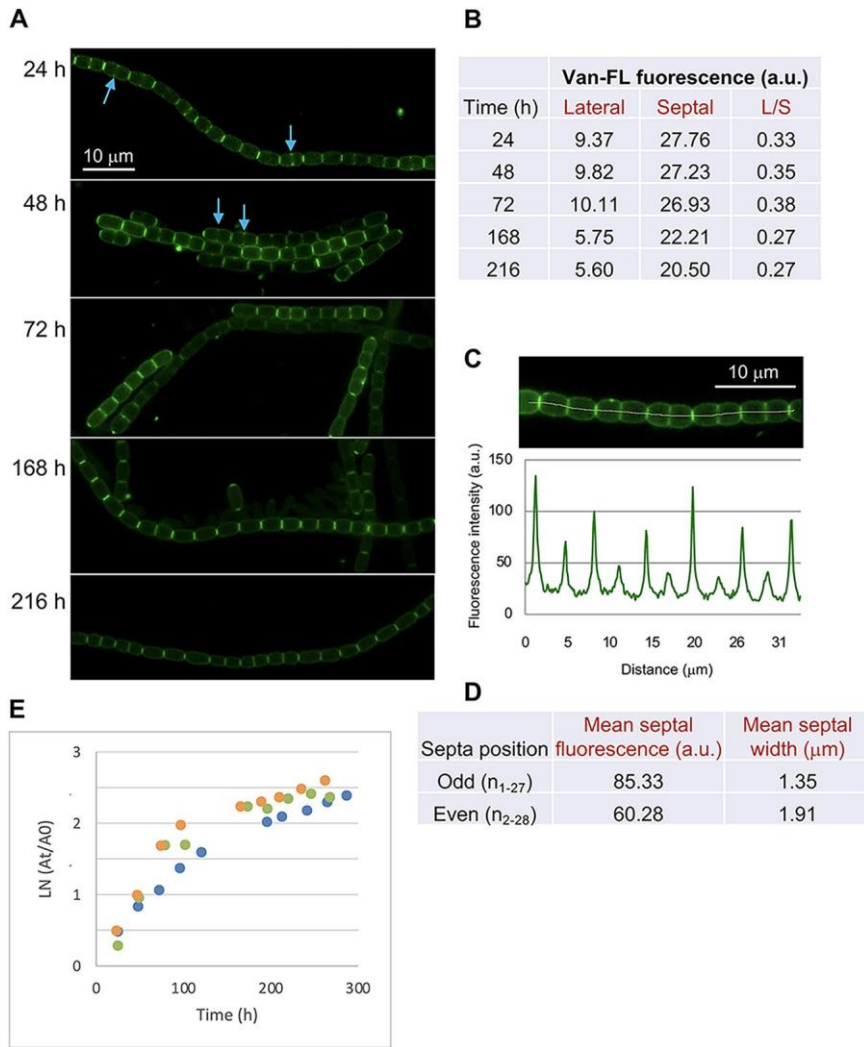 A
24 h
10 μm
48 h
72 h
168 h
216 h
B
Van-FL fuorescence (a.u.)
Time (h) Lateral Septal L/S
24 9.37 27.76 0.33
48 9.82 27.23 0.35
72 10.11 26.93 0.38
168 5.75 22.21 0.27
216 5.60 20.50 0.27
C
10 μm
Fluorescence intensity (a.u.)
150
100
50
0
0 5 10 15 20 26 31
Distance (μm)
D
Septa position Mean septal fluorescence (a.u.) Mean septal width (μm)
Odd (n1-27) 85.33 1.35
Even (n2-28) 60.28 1.91
E
LN (At/A0)
3
2
1
0
0 100 200 300
Time (h)